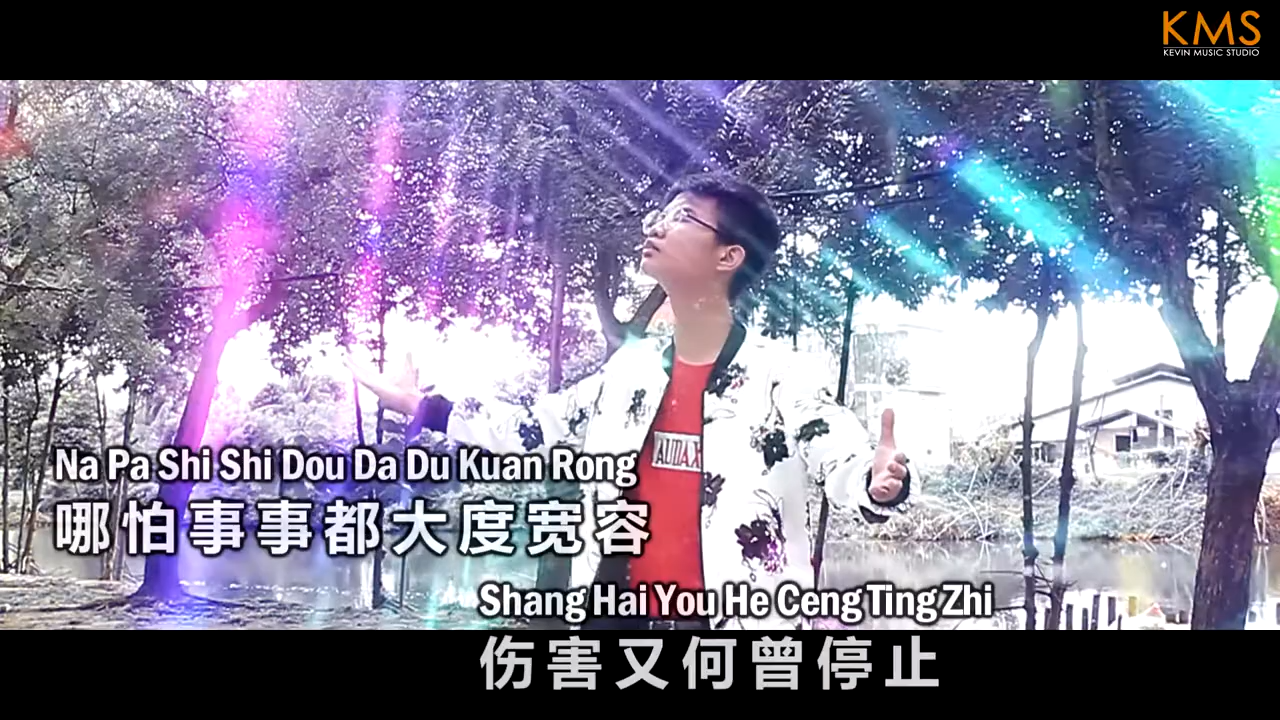 KMS
KEVIN MUSIC STUDIO
AUDAX
Na Pa Shi Shi Dou Da Du Kuan Rong
哪怕事事都大度宽容
Shang Hai You He Ceng Ting Zhi
伤害又何曾停止